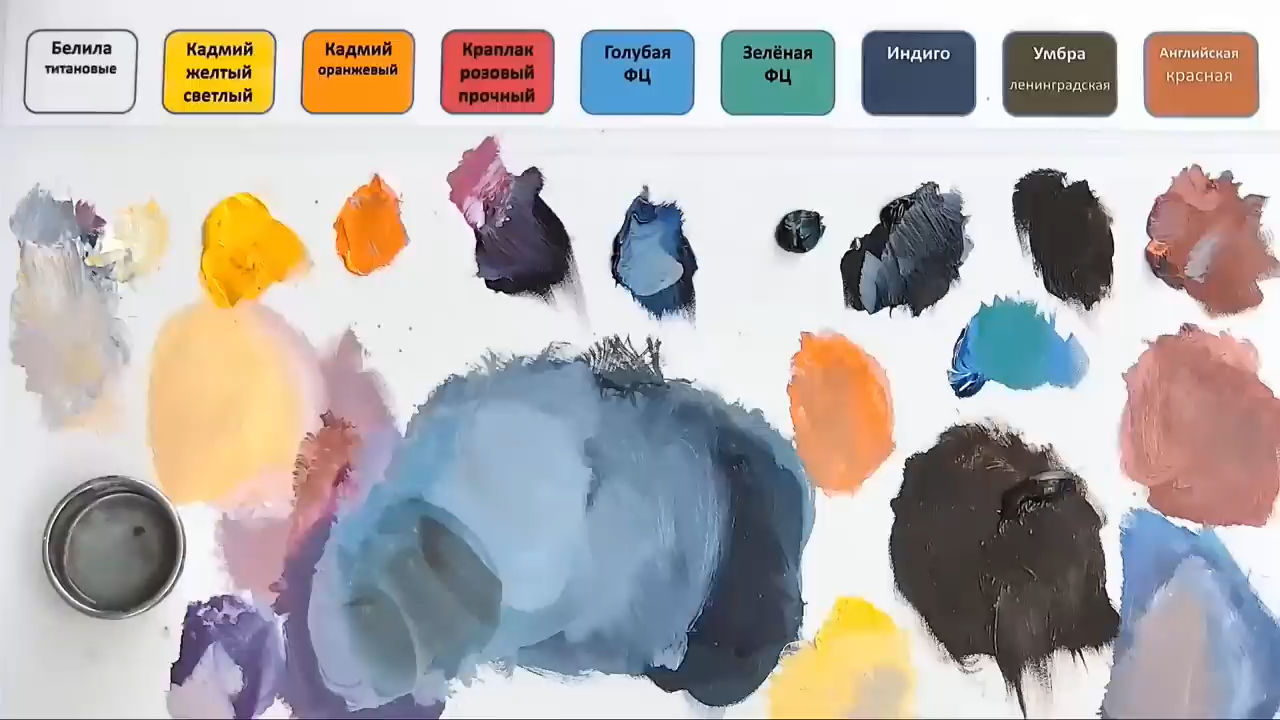 Белила
титановые
Кадмий
желтый
светлый
Кадмий
оранжевый
Краплак
розовый
прочный
Голубая
ФЦ
Зелёная
ФЦ
Индиго
Умбра
ленинградская
Английская
красная